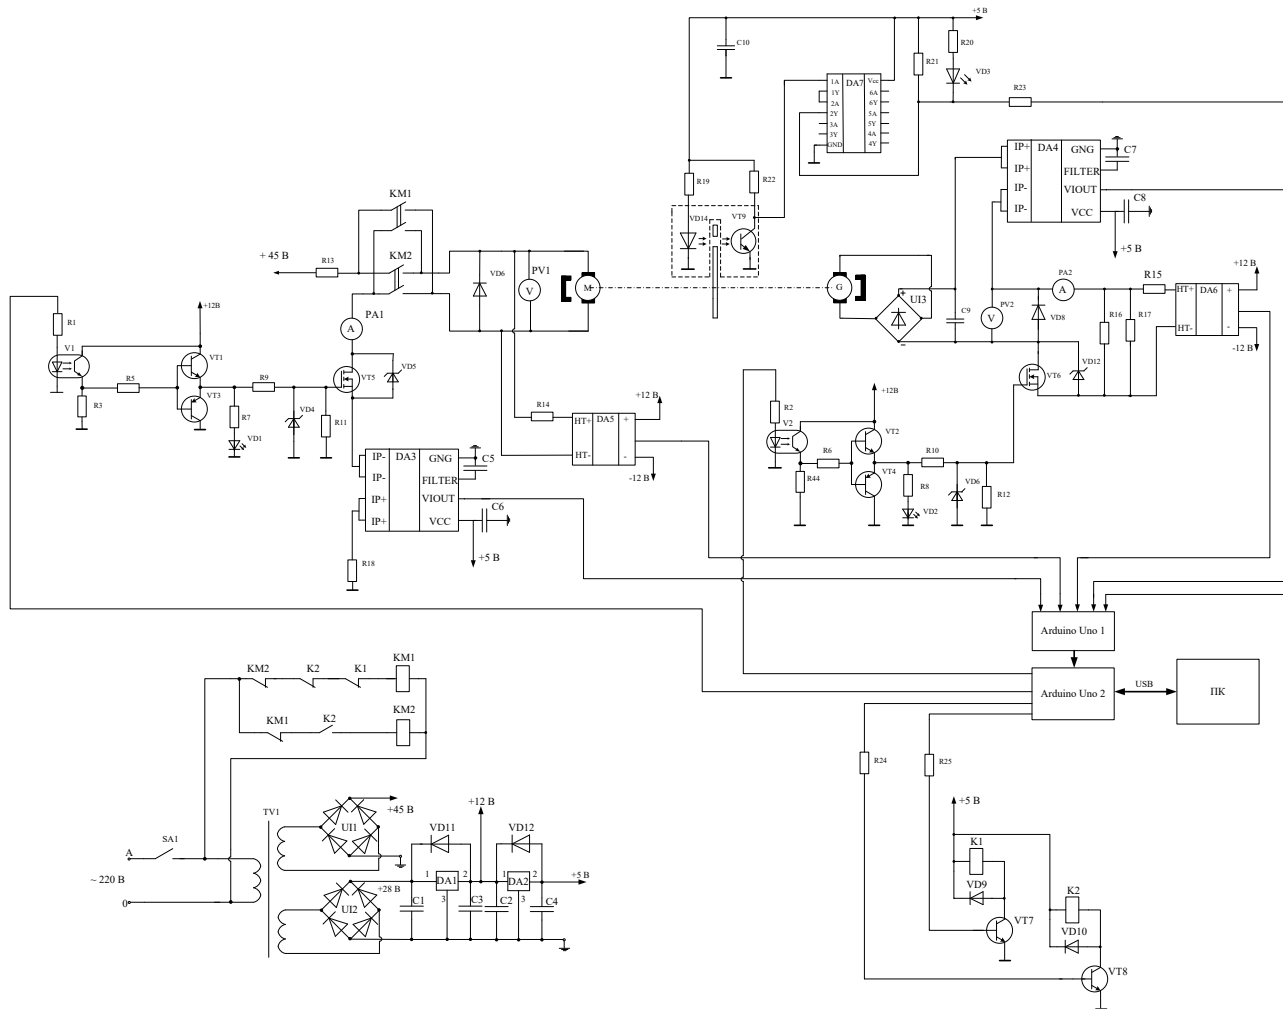 +5 В
C10
R21
R20
VD3
1A
DA7
Vcc
1Y
6A
2A
6Y
2Y
5A
3A
5Y
3Y
4A
GND
4Y
R23
IP+
DA4
GNG
C7
IP+
FILTER
IP-
VIOUT
IP-
VCC
C8
+5 В
R19
R22
VD14
VT9
KM1
KM2
+ 45 В
R13
VD6
PV1
V
M
G
UI3
+
−
C9
PV2
V
PA2
A
VD8
R16
R17
R15
HT+
DA6
+
HT-
-
+12 В
-12 В
VT6
VD12
PA1
A
+12В
R1
V1
VT1
VT3
R5
R3
R7
VD1
R9
VD4
R11
VT5
VD5
R14
HT+
DA5
+
HT-
-
+12 В
-12 В
IP-
DA3
GNG
C5
IP-
FILTER
IP+
VIOUT
IP+
VCC
C6
+5 В
R18
R2
V2
+12В
VT2
VT4
R6
R44
R10
R8
VD2
VD6
R12
Arduino Uno 1
Arduino Uno 2
USB
ПК
KM2
K2
K1
KM1
KM1
K2
KM2
R24
R25
+5 В
K1
VD9
VT7
K2
VD10
VT8
TV1
UI1
+45 В
SA1
A
~ 220 В
0
UI2
+28 В
+12 В
VD11
VD12
1
DA1
2
3
1
DA2
2
3
+5 В
C1
C3
C2
C4